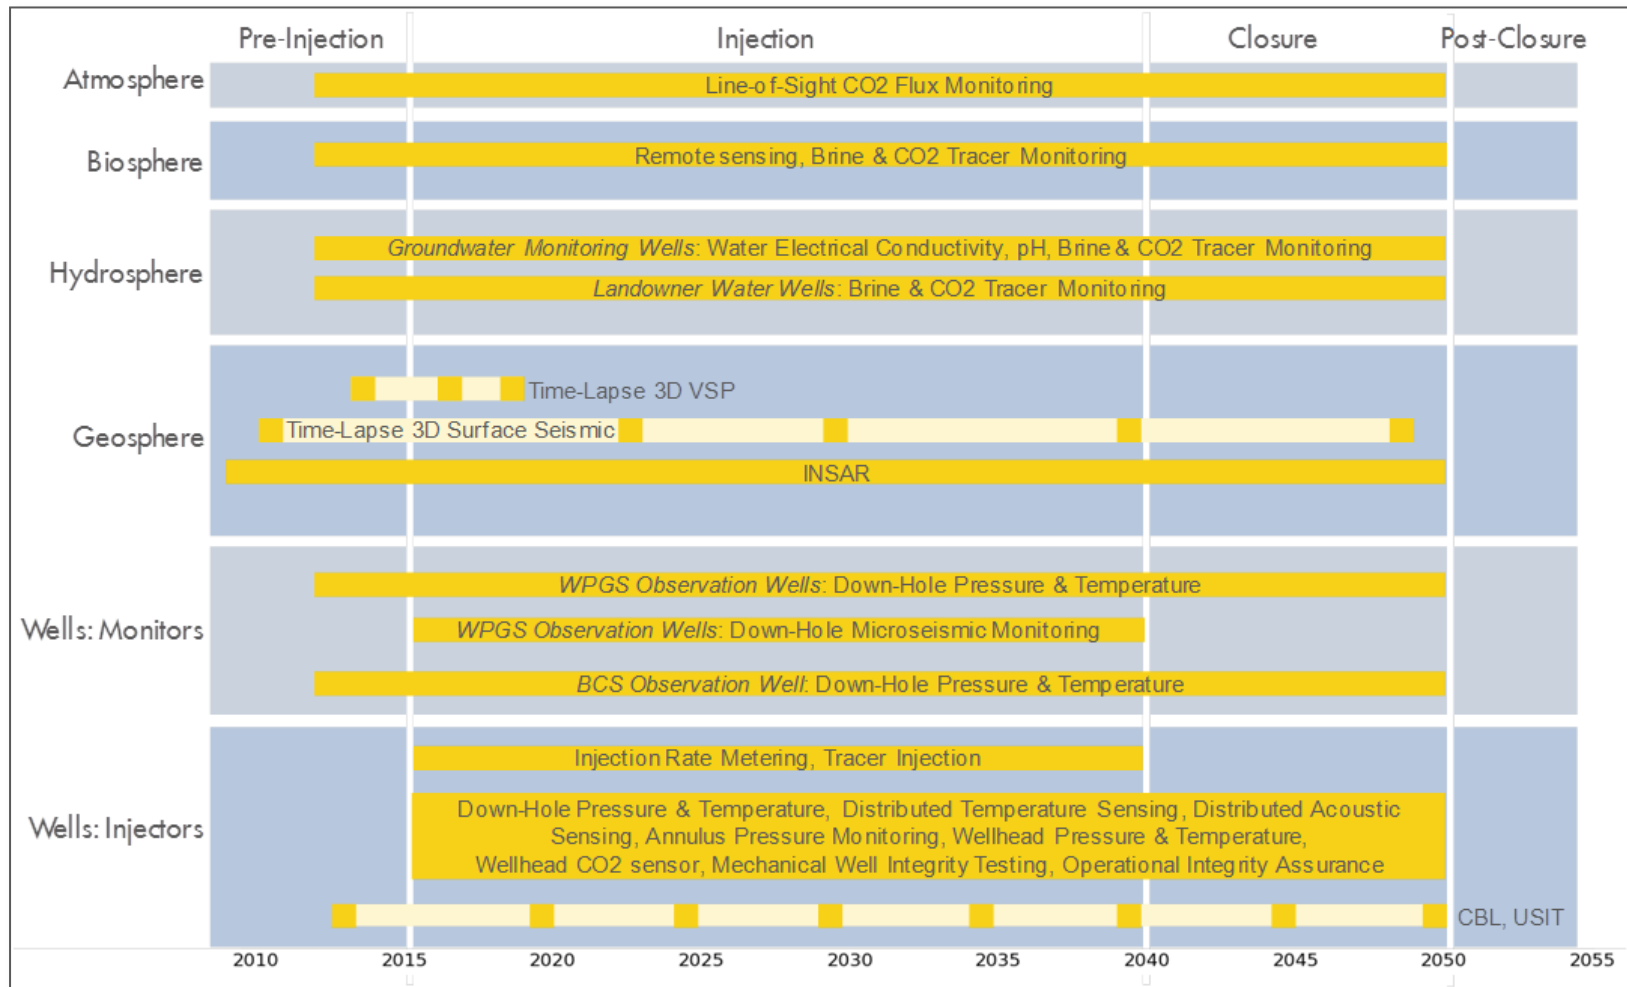 Pre-Injection Injection Closure Post-Closure
Atmosphere
Line-of-Sight CO2 Flux Monitoring
Biosphere
Remote sensing, Brine & CO2 Tracer Monitoring
Hydrosphere
Groundwater Monitoring Wells: Water Electrical Conductivity, pH, Brine & CO2 Tracer Monitoring
Landowner Water Wells: Brine & CO2 Tracer Monitoring
Geosphere
Time-Lapse 3D VSP
Time-Lapse 3D Surface Seismic
INSAR
Wells: Monitors
WPGS Observation Wells: Down-Hole Pressure & Temperature
WPGS Observation Wells: Down-Hole Microseismic Monitoring
BCS Observation Well: Down-Hole Pressure & Temperature
Wells: Injectors
Injection Rate Metering, Tracer Injection
Down-Hole Pressure & Temperature, Distributed Temperature Sensing, Distributed Acoustic
Sensing, Annulus Pressure Monitoring, Wellhead Pressure & Temperature,
Wellhead CO2 sensor, Mechanical Well Integrity Testing, Operational Integrity Assurance
CBL, USIT
2010 2015 2020 2025 2030 2035 2040 2045 2050 2055